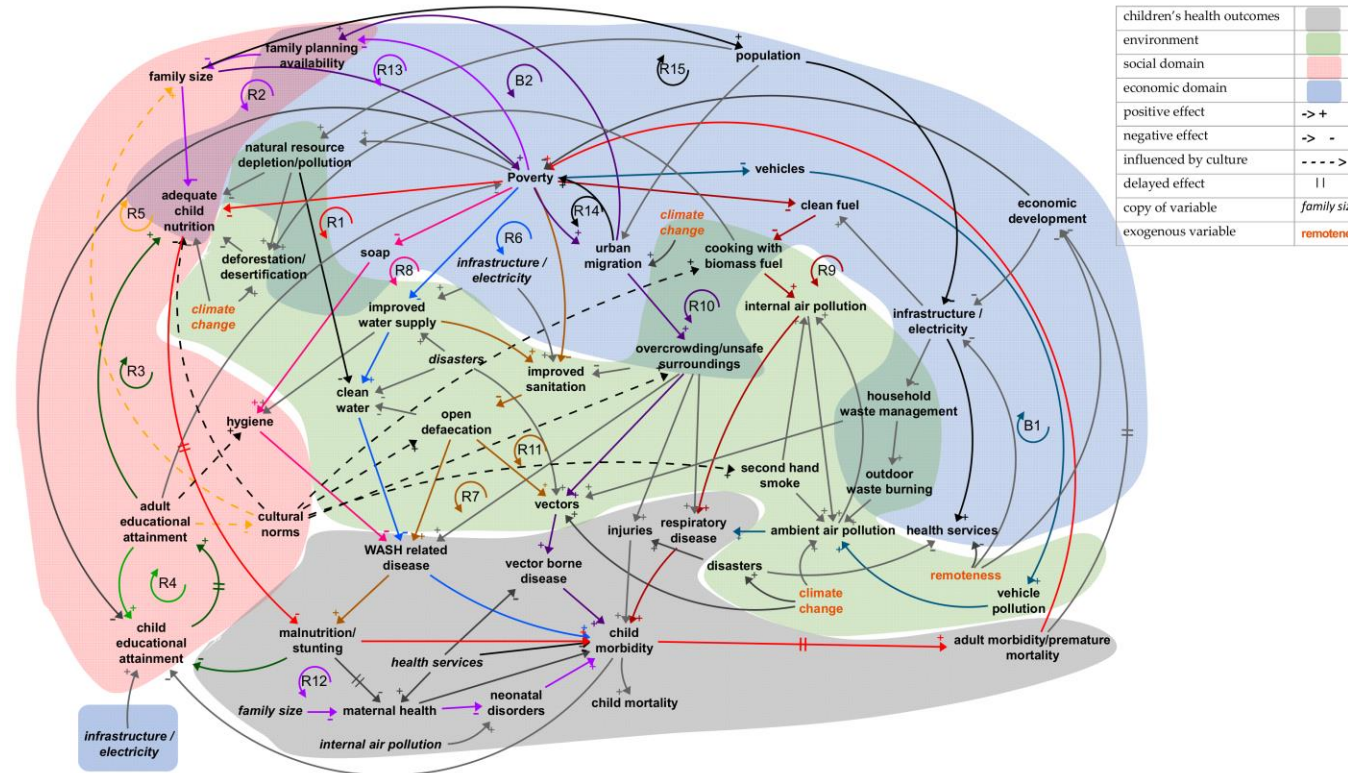 children's health outcomes
environment
social domain
economic domain
positive effect
-> +
negative effect
-> -
influenced by culture
---->
delayed effect
||
copy of variable
family siz
exogenous variable
remotene
family planning
availability
family size
population
R13
B2
R15
R2
natural resource
depletion/pollution
Poverty
vehicles
adequate
child
nutrition
R5
R1
R14
clean fuel
economic
development
climate
change
deforestation/
desertification
soap
R6
infrastructure /
electricity
urban
migration
cooking with
biomass fuel
R9
R8
climate
change
improved
water supply
R10
internal air pollution
infrastructure /
electricity
R3
disasters
improved
sanitation
overcrowding/unsafe
surroundings
clean
water
household
waste management
hygiene
open
defaecation
B1
R11
second hand
smoke
outdoor
waste burning
R7
vectors
adult
educational
attainment
cultural
norms
injuries
respiratory
disease
ambient air pollution
health services
WASH related
disease
vector borne
disease
disasters
remoteness
R4
climate
change
vehicle
pollution
child
educational
attainment
malnutrition/
stunting
child
morbidity
adult morbidity/premature
mortality
health services
R12
neonatal
disorders
child mortality
family size
maternal health
infrastructure /
electricity
internal air pollution